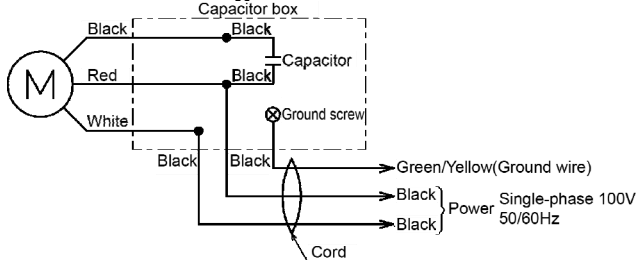 Capacitor box
Black
Black
Capacitor
M
Red
Black
Ground screw
White
Black
Black
Green/Yellow(Ground wire)
Black
Power
Single-phase 100V
50/60Hz
Black
Cord